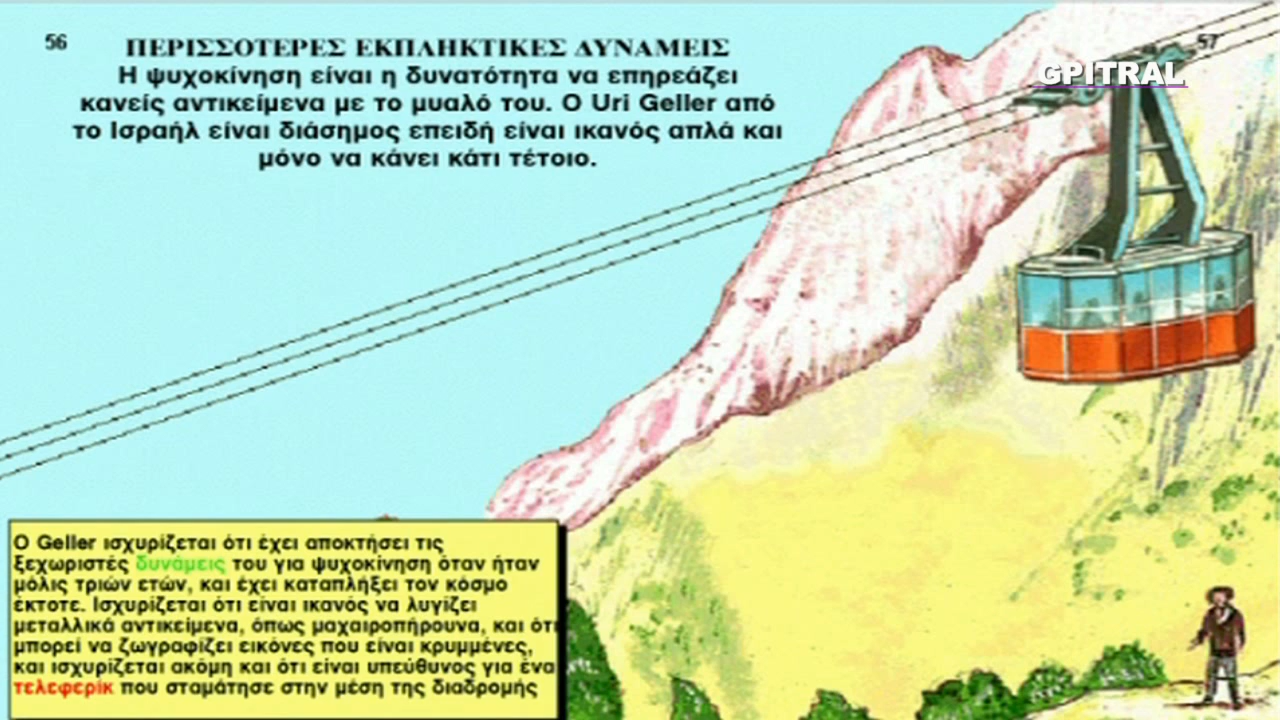 56
ΠΕΡΙΣΣΟΤΕΡΕΣ ΕΚΠΛΗΚΤΙΚΕΣ ΔΥΝΑΜΕΙΣ
57
GPITRAL
Η ψυχοκίνηση είναι η δυνατότητα να επηρεάζει
κανείς αντικείμενα με το μυαλό του. Ο Uri Geller από
το Ισραήλ είναι διάσημος επειδή είναι ικανός απλά και
μόνο να κάνει κάτι τέτοιο.
Ο Geller ισχυρίζεται ότι έχει αποκτήσει τις
ξεχωριστές δυνάμεις του για ψυχοκίνηση όταν ήταν
μόλις τριών ετών, και έχει καταπλήξει τον κόσμο
έκτοτε. Ισχυρίζεται ότι είναι ικανός να λυγίζει
μεταλλικά αντικείμενα, όπως μαχαιροπήρουνα, και ότι
μπορεί να ζωγραφίζει εικόνες που είναι κρυμμένες,
και ισχυρίζεται ακόμη και ότι είναι υπεύθυνος για ένα
τελεφερίκ που σταμάτησε στην μέση της διαδρομής